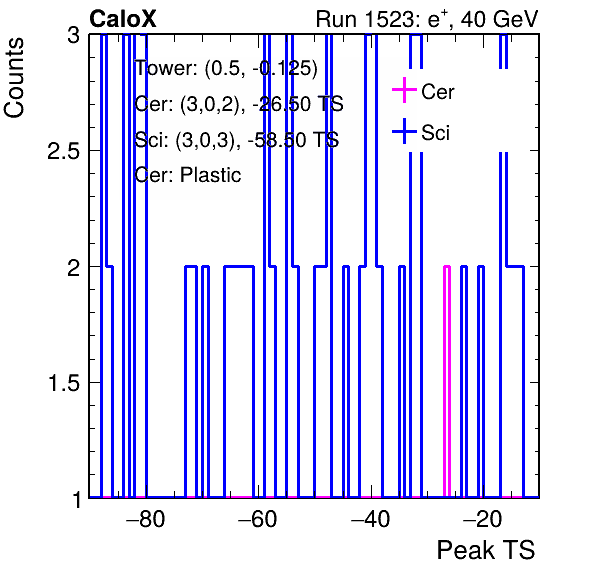 CaloX
Run 1523: e+, 40 GeV
Counts
3
2.5
2
1.5
1
Tower: (0.5, -0.125)
Cer: (3,0,2), -26.50 TS
Sci: (3,0,3), -58.50 TS
Cer: Plastic
Cer
Sci
−80
−60
−40
−20
Peak TS